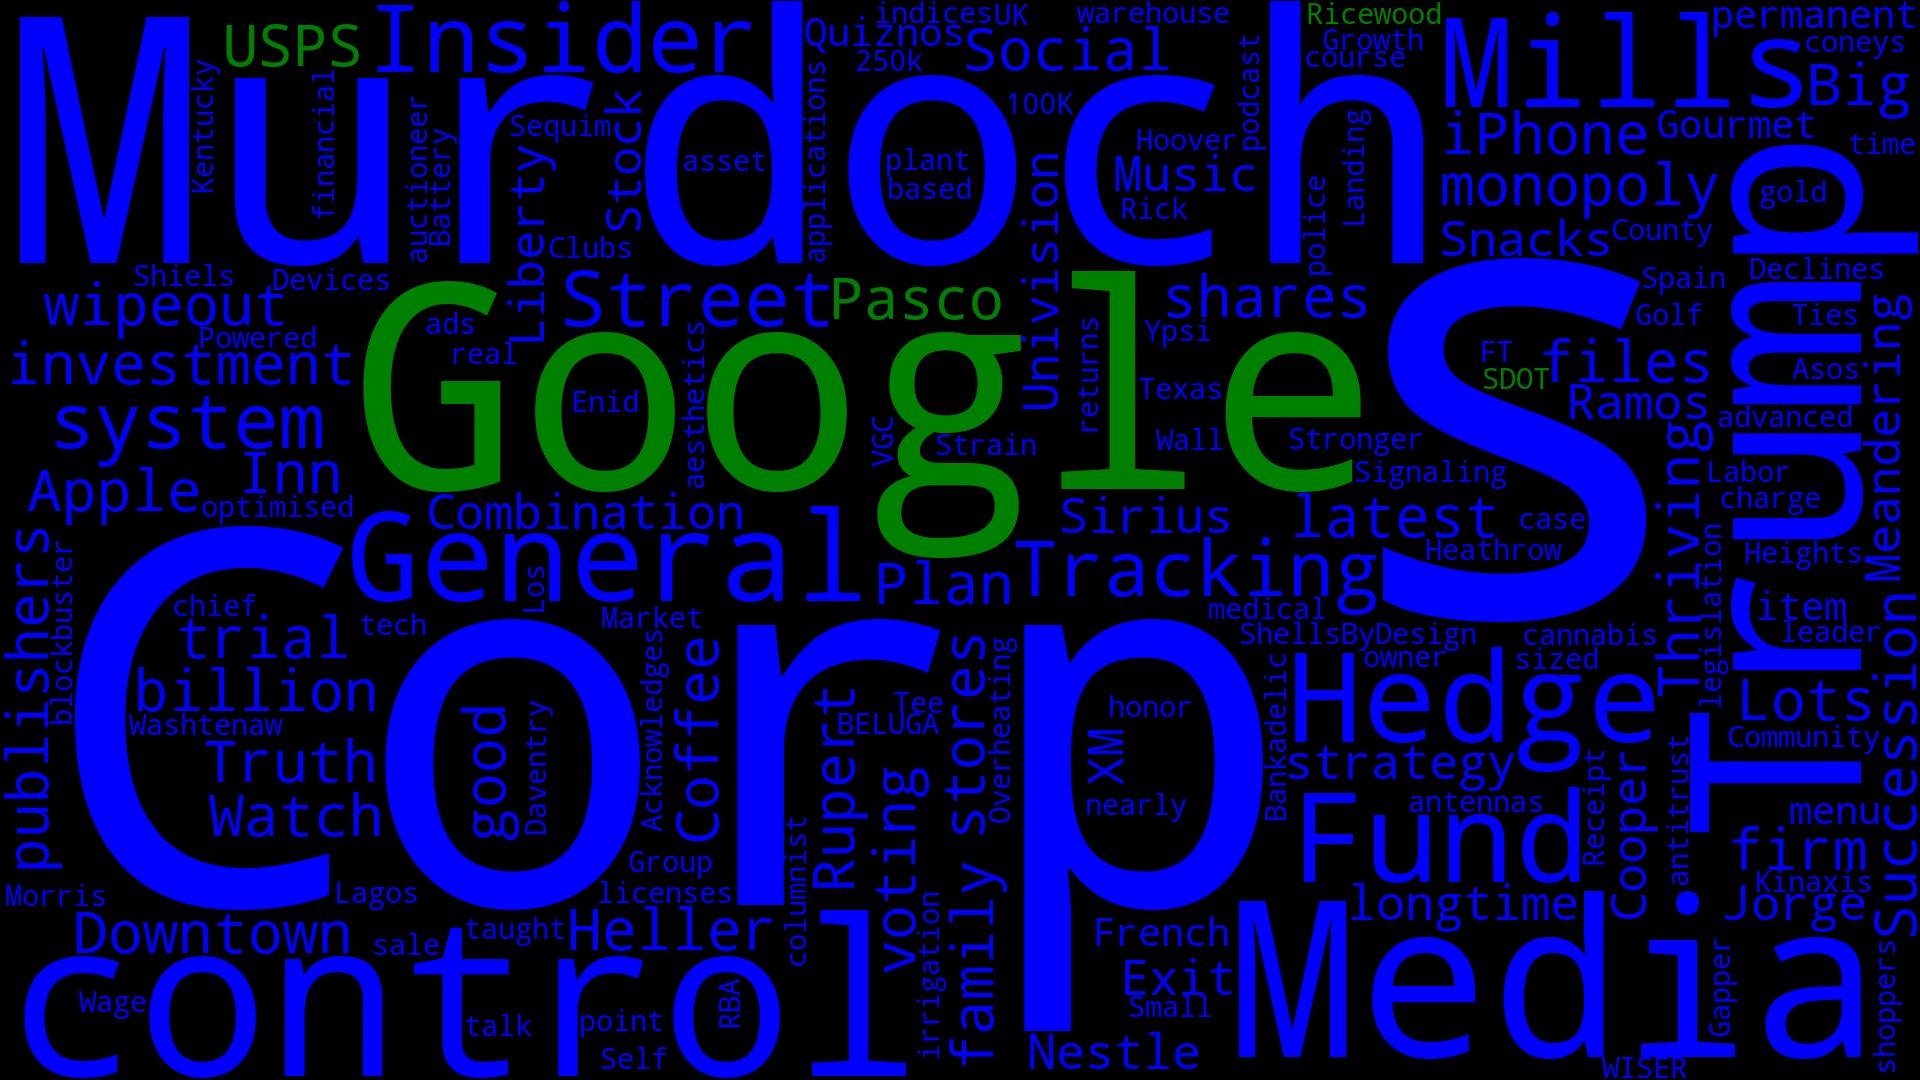 Murdoch
USPS
Insider
Quiznos
indices
UK
warehouse
Ricewood
Growth
course
Social
250k
100K
Mills
permanent
coneys
Big
iPhone
Gourmet
time
monopoly
gold
Snacks
County
Kentucky
financial
auctioneer
Battery
Sequim
Stock
Liberty
Clubs
asset
applications
plant
based
Hoover
podcast
Music
Rick
Landing
police
Univision
Shiels
Devices
wipeout
Powered
investment
system
Inn
Apple
optimised
Street
Pasco
shares
Google
ads
real
Enid
aesthetics
VGC
Strain
returns
Ypsi
Texas
Wall
Stronger
Signaling
s
Spain
Golf
FT
SDOT
files
Ramos
Declines
Ties
Asos
advanced
Meandering
Trump
Labor
charge
Heights
Thriving
legislation
Combination
General
Sirius
latest
case
Heathrow
Plan
Tracking
medical
ShellsByDesign
cannabis
owner
sized
item
leader
Corp
publishers
blockbuster
chief
trial
tech
Los
Market
billion
Washtenaw
Truth
Watch
good
Daventry
Acknowledges
Coffee
Rupert
Tee
BELUGA
voting
family stores
Overheating
honor
XM
nearly
Bankadelic
Hedge
strategy
Fund
antennas
Receipt
Cooper
antitrust
Lots
Community
menu
firm
Kinaxis
Jorge
Succession
Morris
Lagos
Group
licenses
columnist
Downtown
sale
taught
Heller
control
Wage
talk
point
Self
RBA
irrigation
French
Exit
Small
Nestle
longtime
Media
Gapper
shoppers
WISER